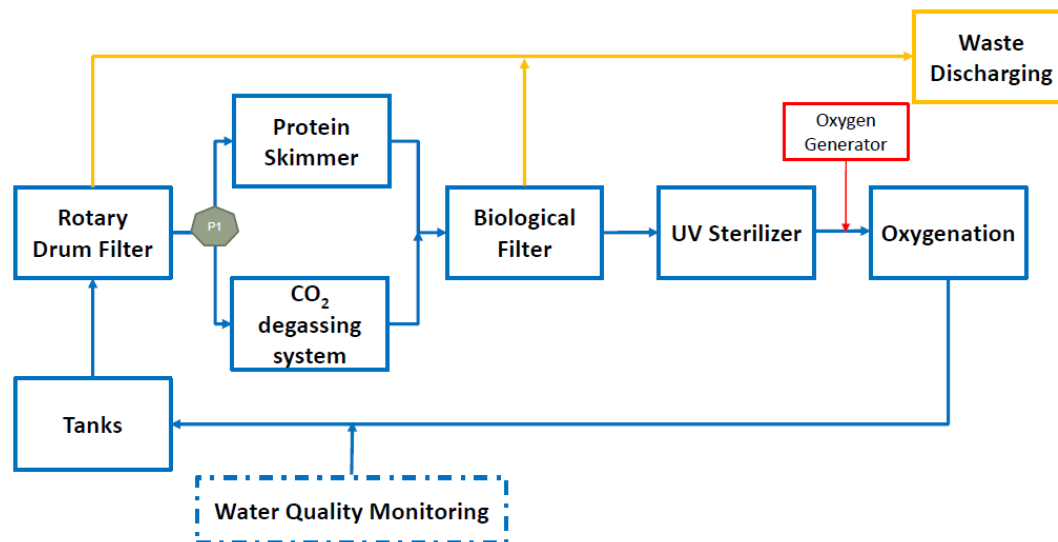 Waste
Discharging
Oxygen
Generator
Protein
Skimmer
Rotary
Drum Filter
P1
Biological
Filter
UV Sterilizer
Oxygenation
CO₂
degassing
system
Tanks
Water Quality Monitoring